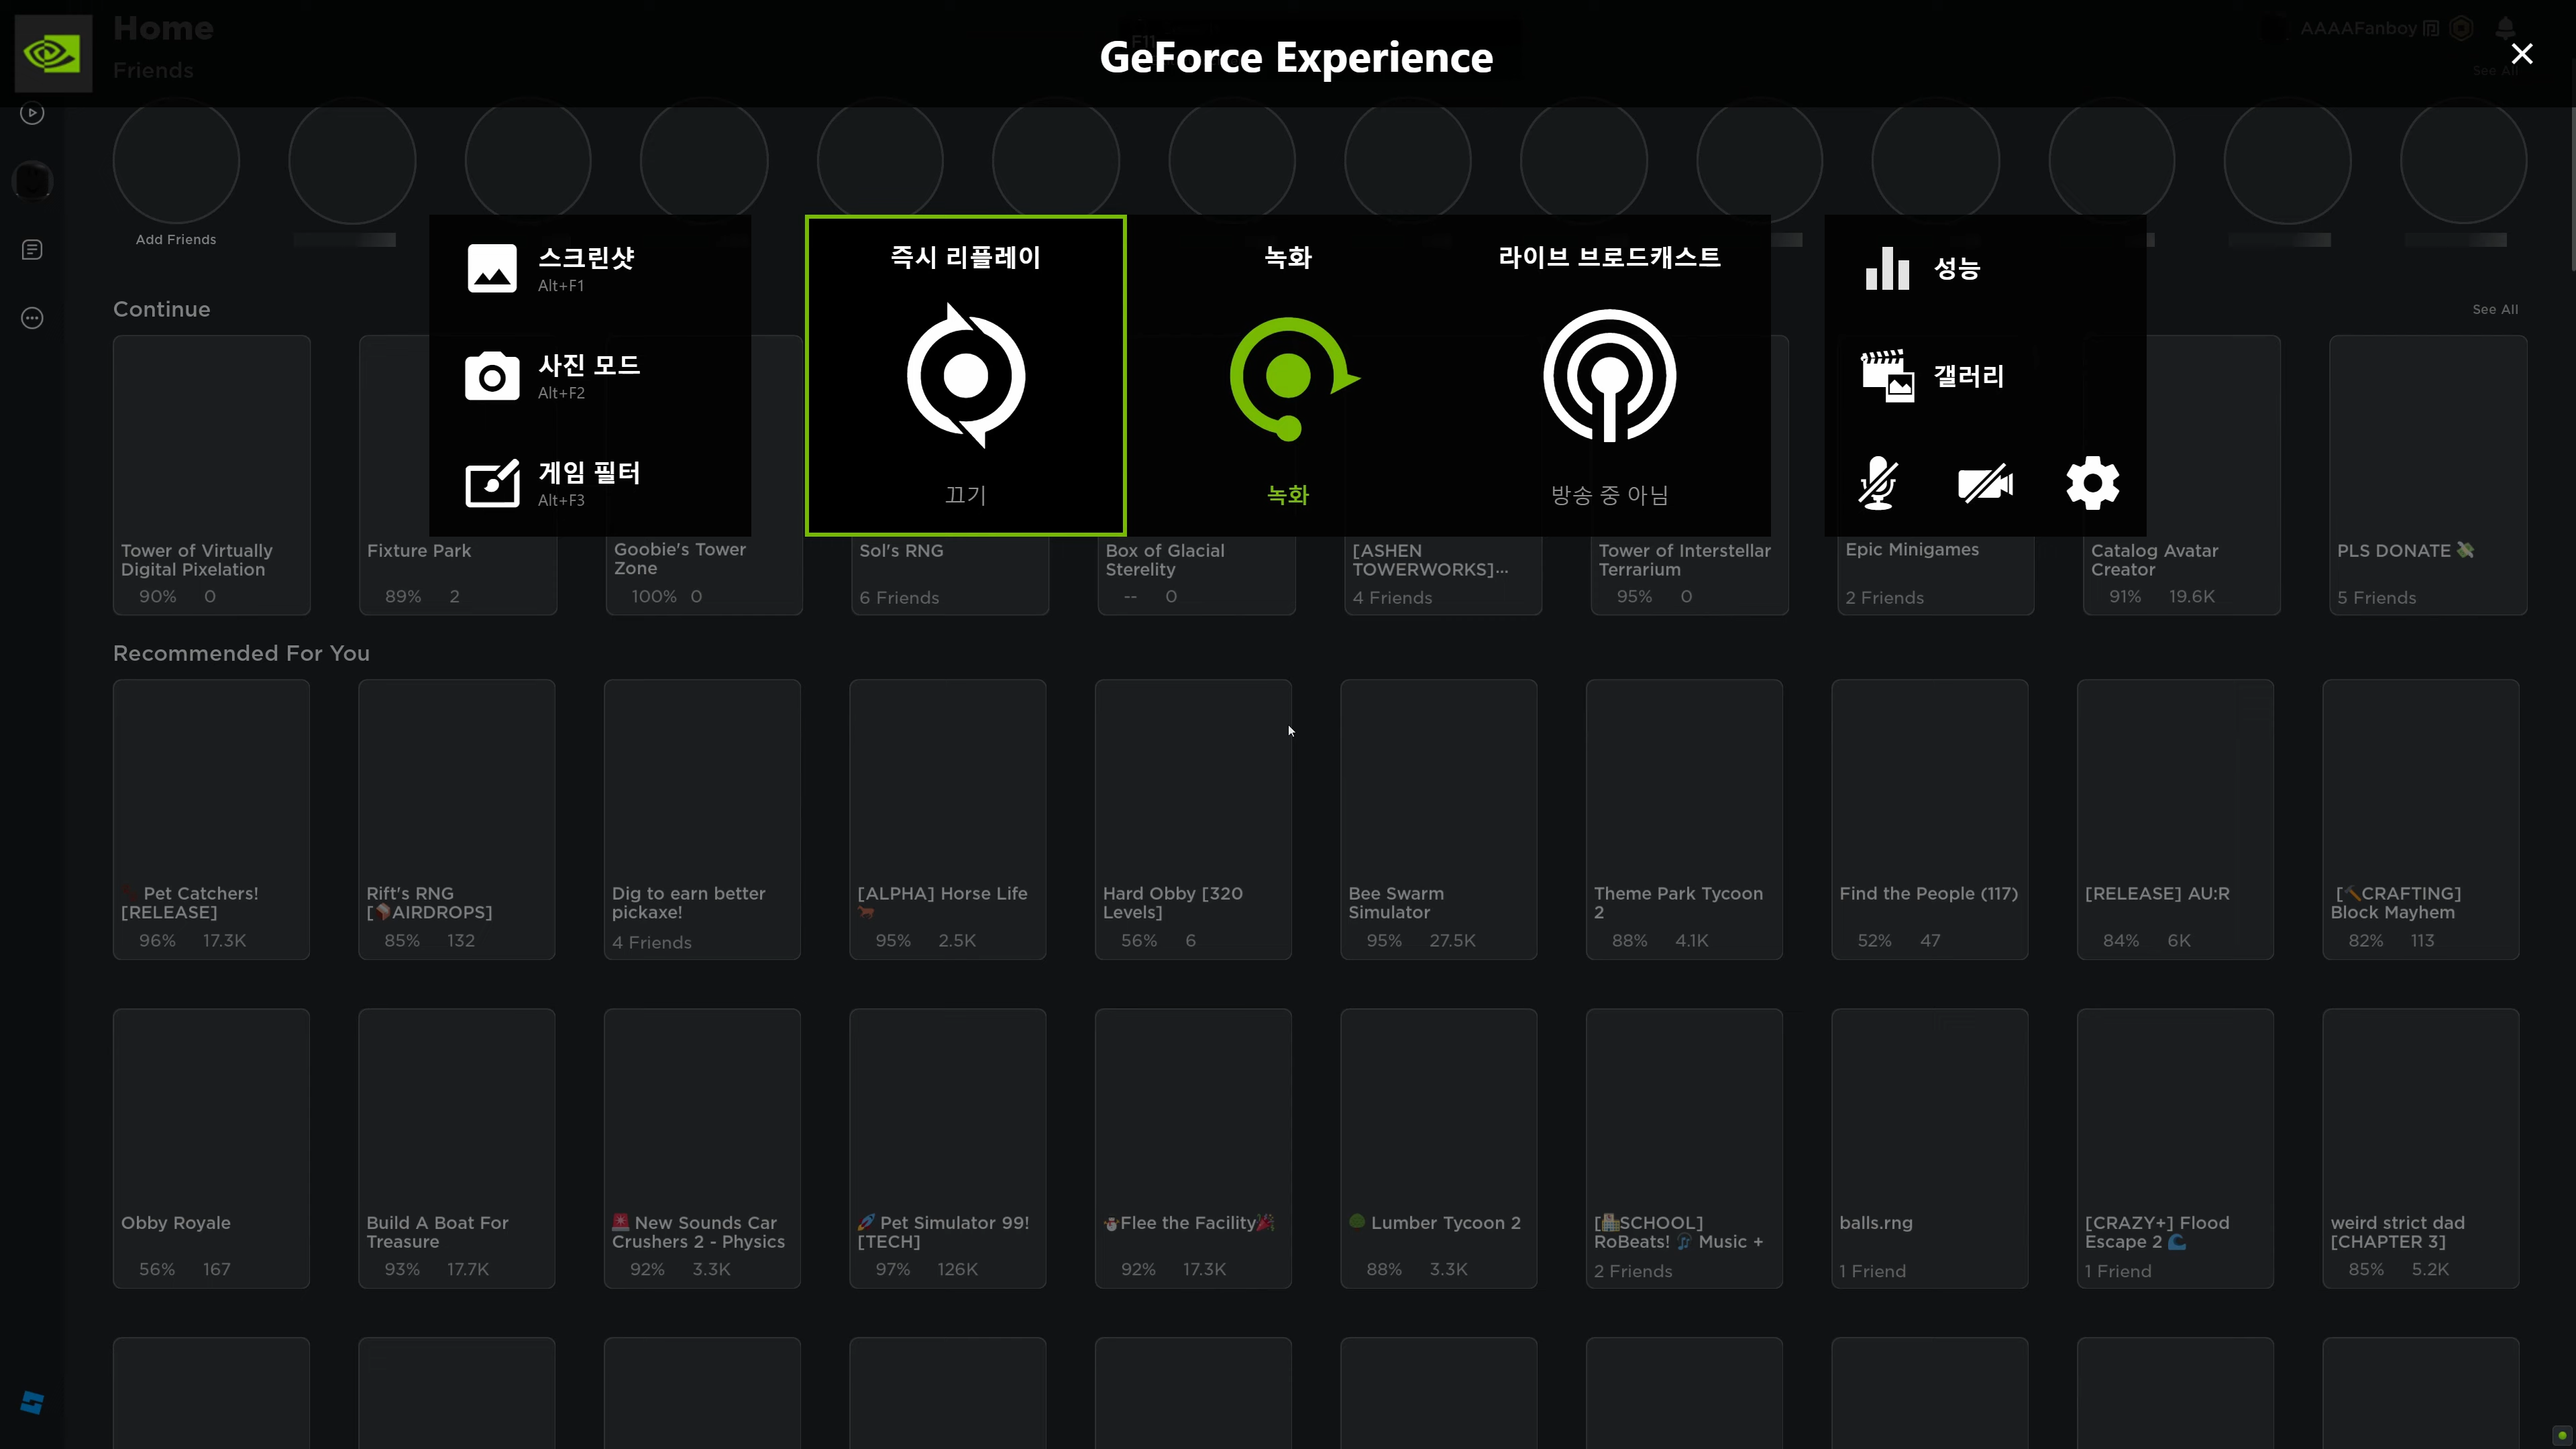 Home
GeForce Experience
AAAAFanboy
Friends
See All
Add Friends
스크린샷
Alt+F1
사진 모드
Alt+F2
게임 필터
Alt+F3
즉시 리플레이
끄기
녹화
녹화
라이브 브로드캐스트
방송 중 아님
성능
갤러리
Continue
See All
Tower of Virtually
Digital Pixelation
90% 0
Fixture Park
89% 2
Goobie's Tower
Zone
100% 0
Sol's RNG
6 Friends
Box of Glacial
Sterelity
-- 0
[ASHEN
TOWERWORKS]...
4 Friends
Tower of Interstellar
Terrarium
95% 0
Epic Minigames
2 Friends
Catalog Avatar
Creator
91% 19.6K
PLS DONATE 💸
5 Friends
Recommended For You
Pet Catchers!
[RELEASE]
96% 17.3K
Rift's RNG
[📦AIRDROPS]
85% 132
Dig to earn better
pickaxe!
4 Friends
[ALPHA] Horse Life
🐎
95% 2.5K
Hard Obby [320
Levels]
56% 6
Bee Swarm
Simulator
95% 27.5K
Theme Park Tycoon
2
88% 4.1K
Find the People (117)
52% 47
[RELEASE] AU:R
84% 6K
[🔨CRAFTING]
Block Mayhem
82% 113
Obby Royale
56% 167
Build A Boat For
Treasure
93% 17.7K
🚨 New Sounds Car
Crushers 2 - Physics
92% 3.3K
🚀 Pet Simulator 99!
[TECH]
97% 126K
⛄Flee the Facility🎉
92% 17.3K
🟢 Lumber Tycoon 2
88% 3.3K
[🏫SCHOOL]
RoBeats! 🎧 Music +
2 Friends
balls.rng
1 Friend
[CRAZY+] Flood
Escape 2 🌊
1 Friend
weird strict dad
[CHAPTER 3]
85% 5.2K